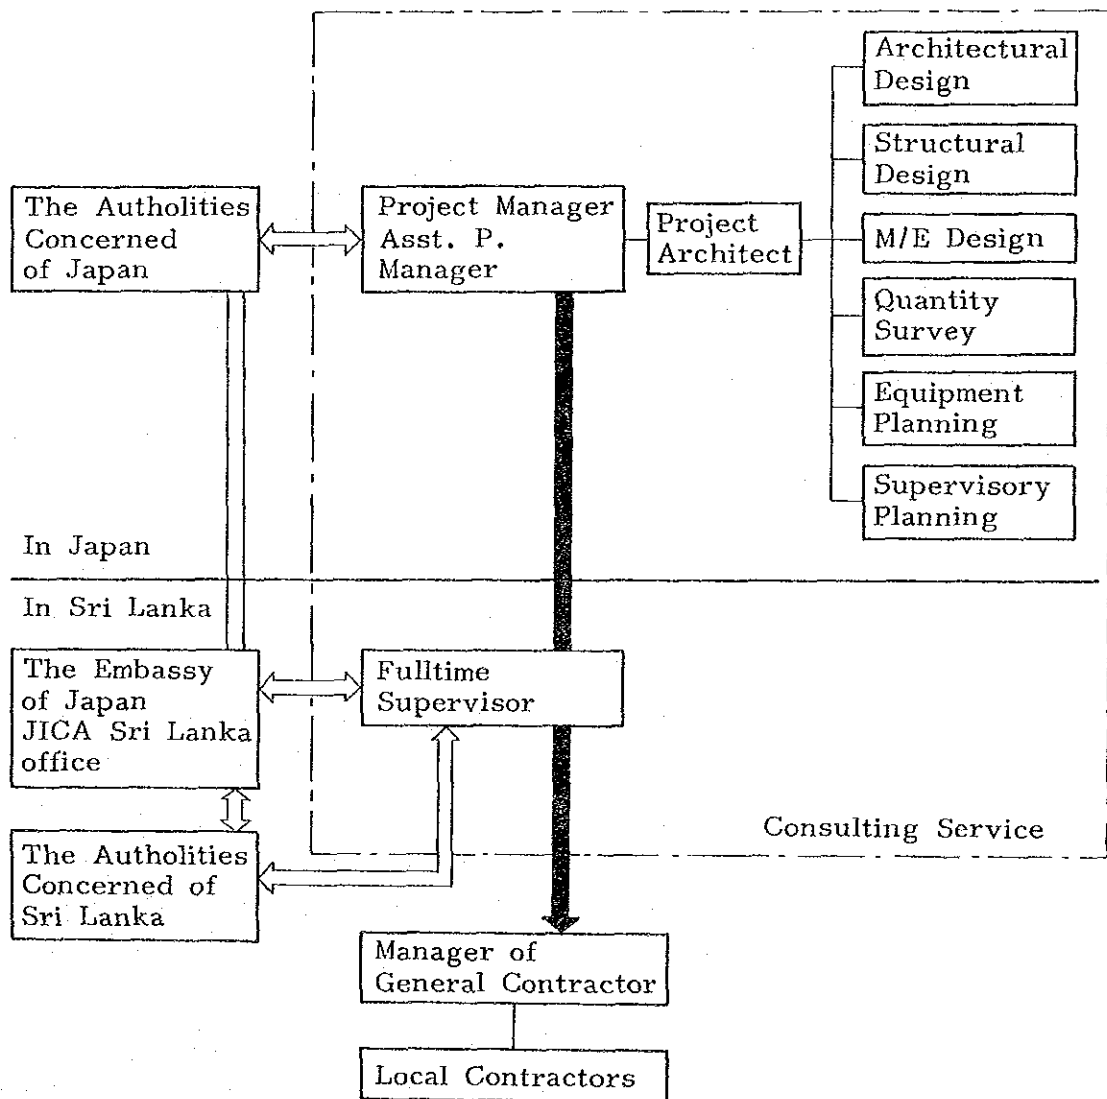 Architectural
Design
Structural
Design
The Autholities
Concerned
of Japan
Project Manager
Asst. P.
Manager
Project
Architect
M/E Design
Quantity
Survey
Equipment
Planning
Supervisory
Planning
In Japan
In Sri Lanka
The Embassy
of Japan
JICA Sri Lanka
office
Fulltime
Supervisor
Consulting Service
The Autholities
Concerned of
Sri Lanka
Manager of
General Contractor
Local Contractors